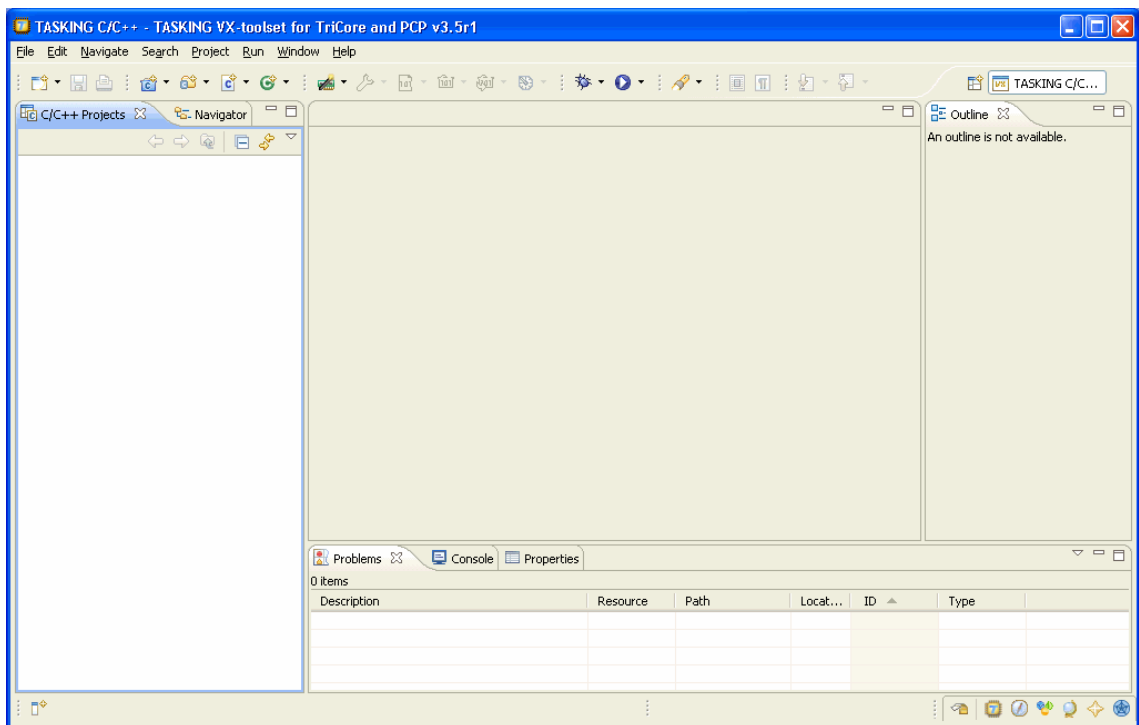 TASKING C/C++ - TASKING VX-toolset for TriCore and PCP v3.5r1
File Edit Navigate Search Project Run Window Help
TASKING C/C...
C/C++ Projects Navigator
Outline
An outline is not available.
Problems Console Properties
0 items
Description Resource Path Locat... ID Type